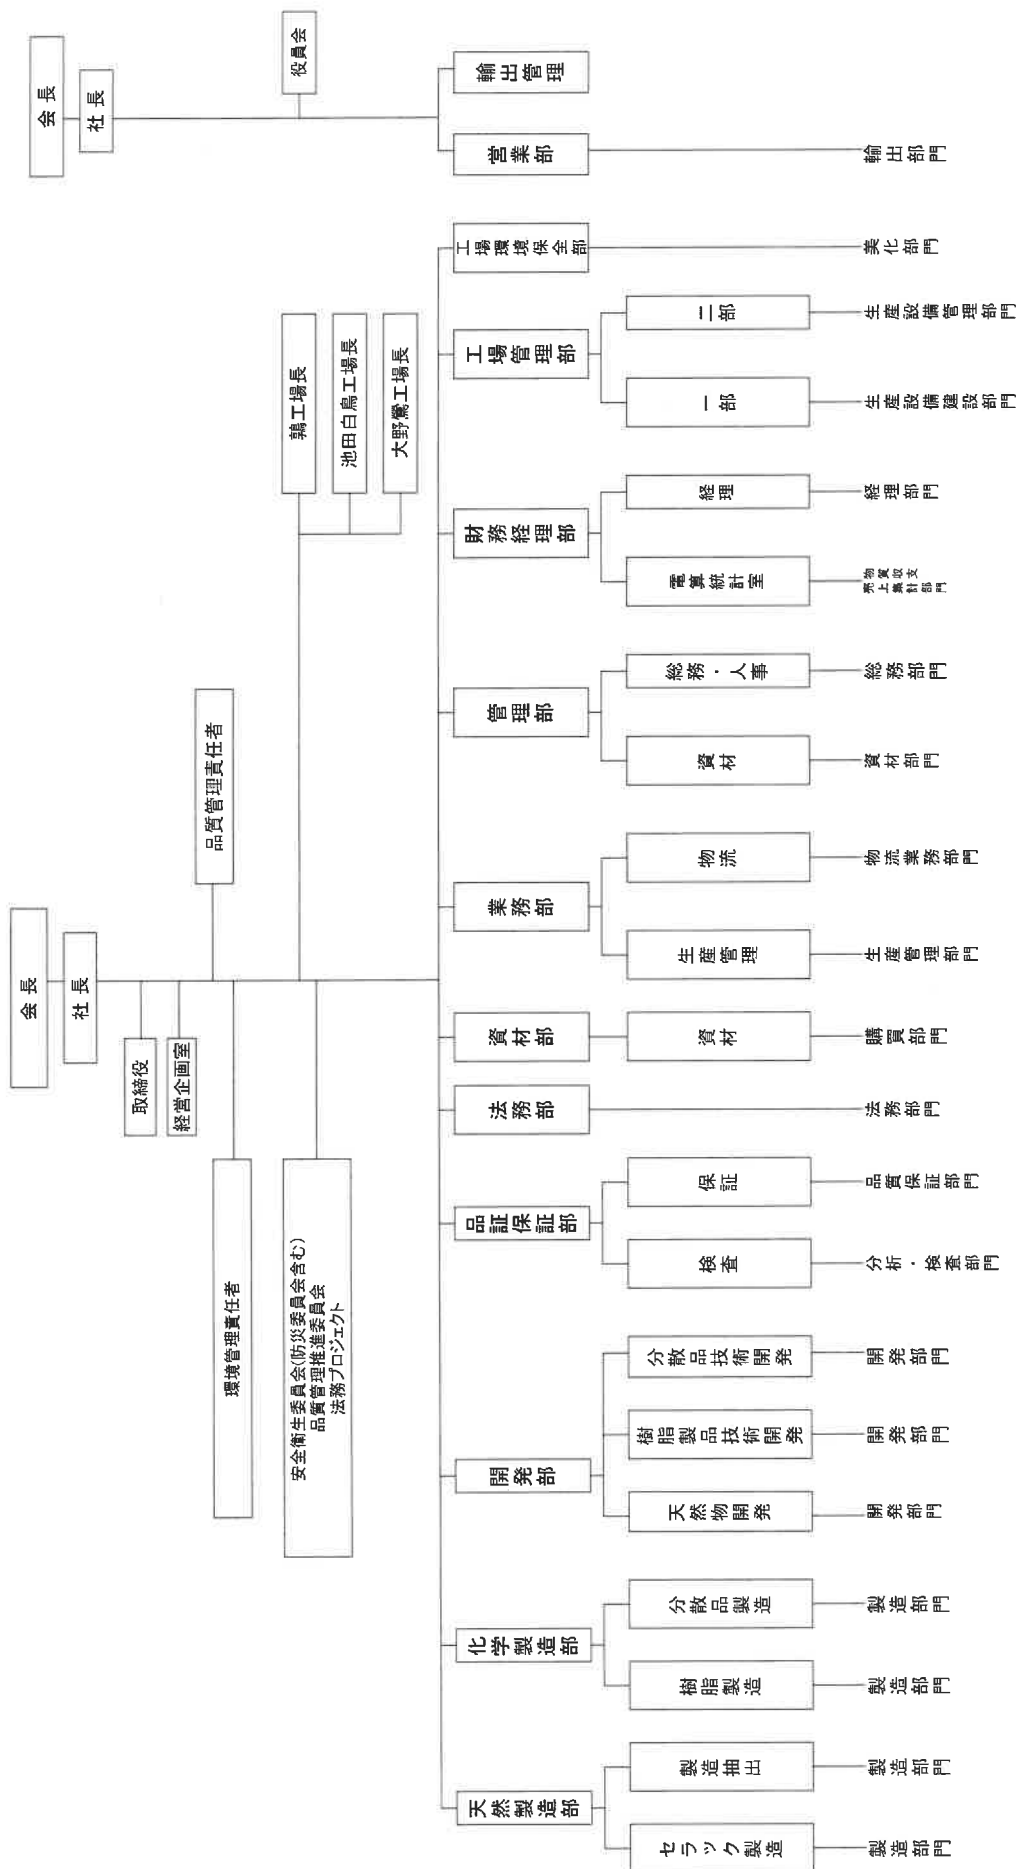 会長
社長
取締役
経営企画室
品質管理責任者
環境管理責任者
安全衛生委員会(防災委員会含む)
品質管理推進委員会
法務プロジェクト
鶉工場長
池田白鳥工場長
大野鶯工場長
天然製造部
セラック製造
製造部門
製造抽出
製造部門
化学製造部
樹脂製造
製造部門
分散品製造
製造部門
開発部
天然物開発
開発部門
樹脂製品技術開発
開発部門
分散品技術開発
開発部門
品証保証部
検査
分析・検査部門
保証
品質保証部門
法務部
法務部門
資材部
資材
購買部門
業務部
生産管理
生産管理部門
物流
物流業務部門
管理部
資材
資材部門
総務・人事
総務部門
財務経理部
電算統計室
物質収支
売上集計部門
経理
経理部門
工場管理部
一部
生産設備建設部門
二部
生産設備管理部門
工場環境保全部
美化部門
会長
社長
役員会
営業部
輸出部門
輸出管理